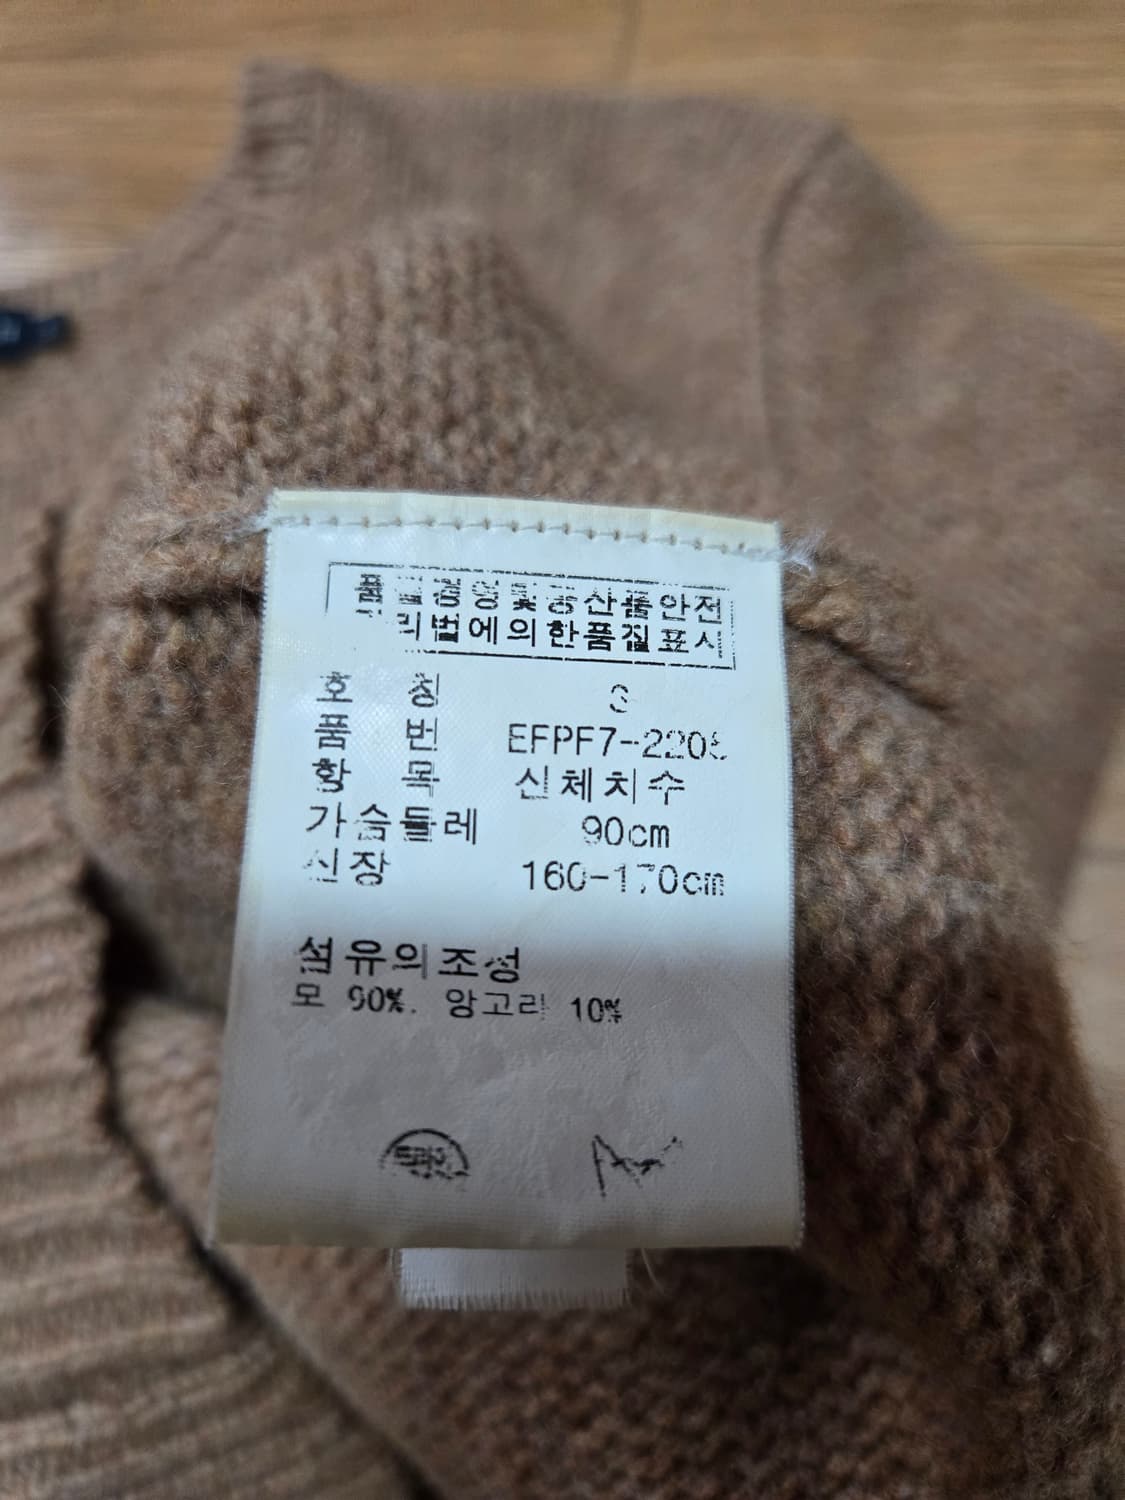 품질경영및공산품안전
관리법에의한품질표시
호 칭
품 번 EFPF7-220
항 목 신체치수
가슴둘레 90cm
신장 160-170cm
섬유의조성
모 90%. 앙고라 10%